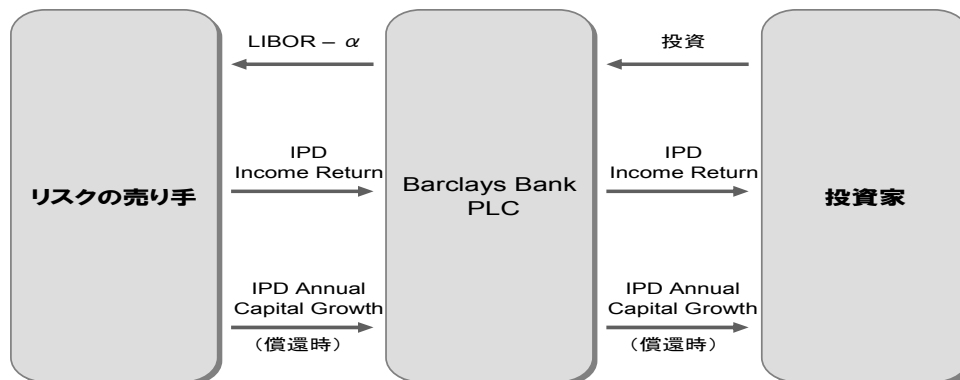 LIBOR – α
投資
IPD
Income Return
IPD
Income Return
リスクの売り手
Barclays Bank
PLC
投資家
IPD Annual
Capital Growth
(償還時)
IPD Annual
Capital Growth
(償還時)